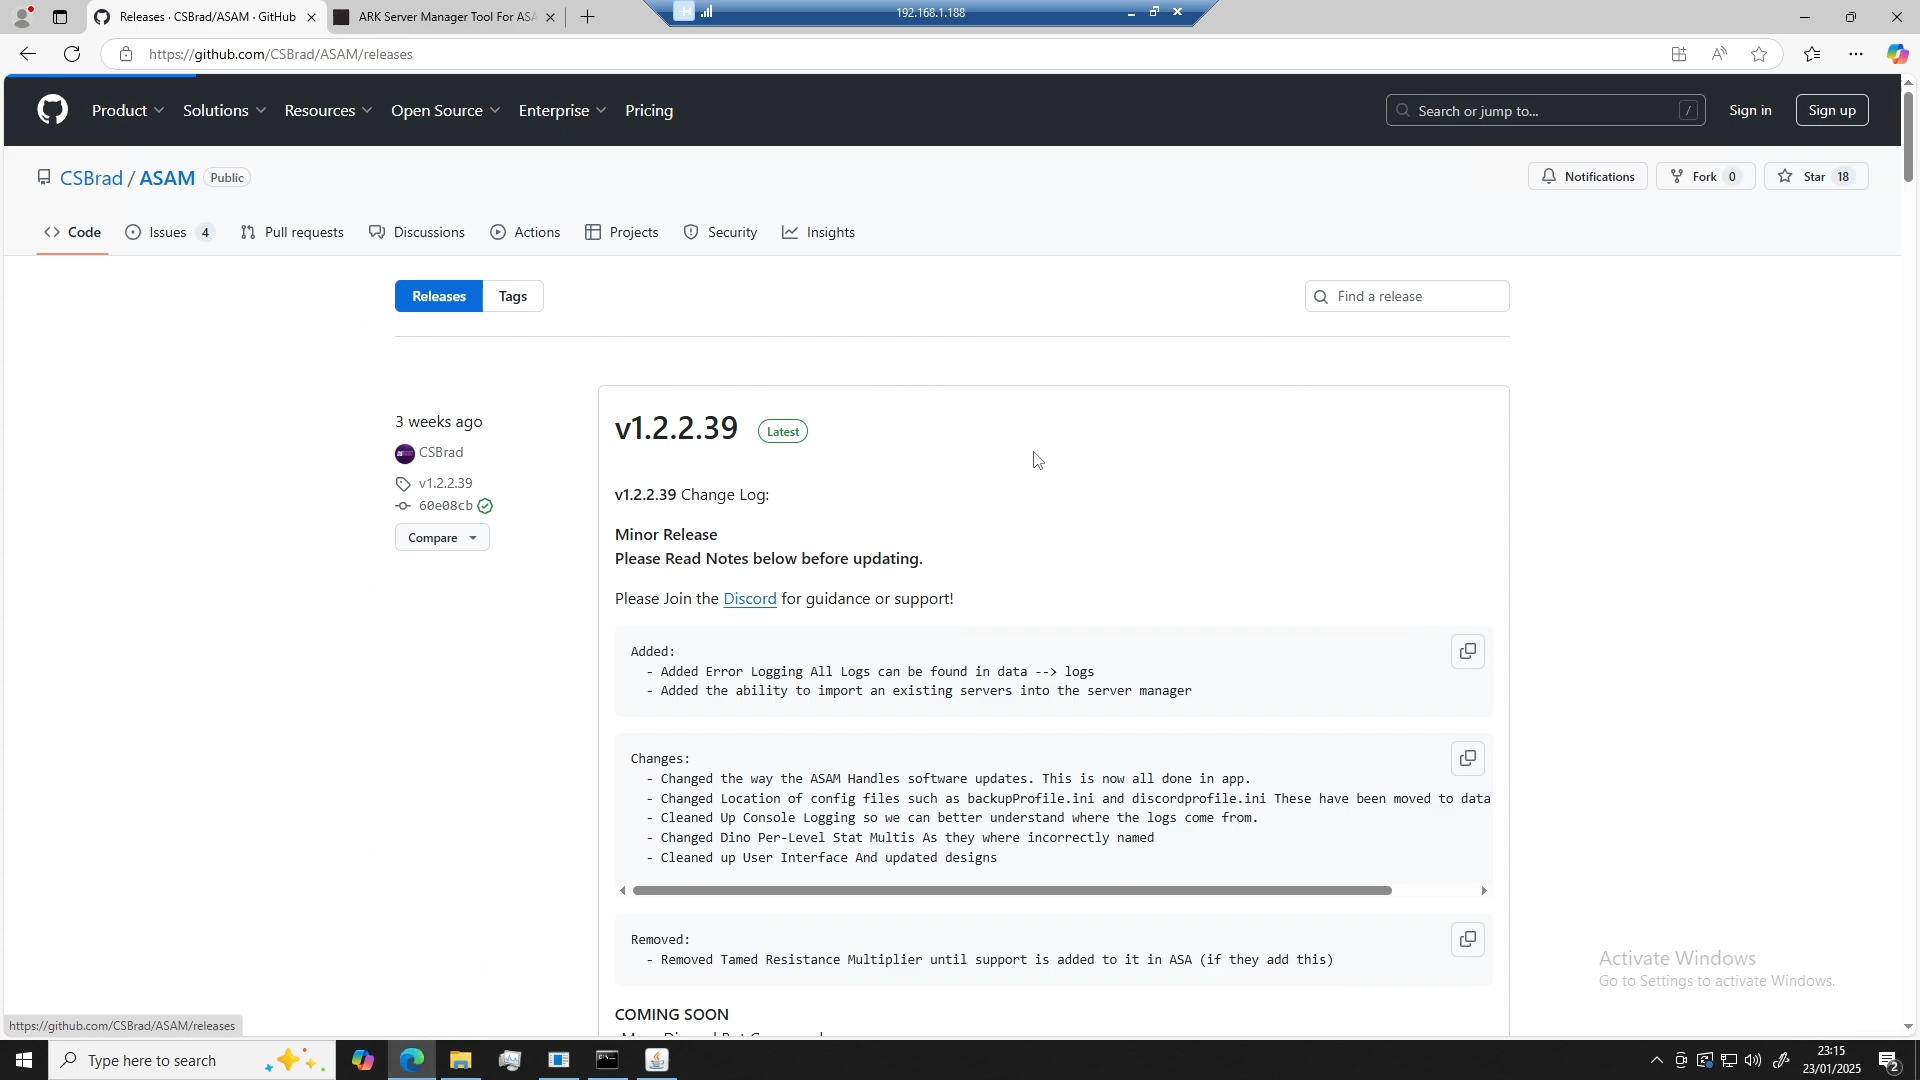 Releases · CSBrad/ASAM · GitHub
ARK Server Manager Tool For ASA
192.168.1.188
https://github.com/CSBrad/ASAM/releases
Product
Solutions
Resources
Open Source
Enterprise
Pricing
Search or jump to...
/
Sign in
Sign up
CSBrad / ASAM
Public
Notifications
Fork 0
Star 18
Code
Issues 4
Pull requests
Discussions
Actions
Projects
Security
Insights
Releases
Tags
Find a release
3 weeks ago
CSBrad
v1.2.2.39
60e08cb
Compare
v1.2.2.39
Latest
v1.2.2.39 Change Log:
Minor Release
Please Read Notes below before updating.
Please Join the Discord for guidance or support!
Added:
- Added Error Logging All Logs can be found in data --> logs
- Added the ability to import an existing servers into the server manager
Changes:
- Changed the way the ASAM Handles software updates. This is now all done in app.
- Changed Location of config files such as backupProfile.ini and discordprofile.ini These have been moved to data
- Cleaned Up Console Logging so we can better understand where the logs come from.
- Changed Dino Per-Level Stat Multis As they where incorrectly named
- Cleaned up User Interface And updated designs
Removed:
- Removed Tamed Resistance Multiplier until support is added to it in ASA (if they add this)
COMING SOON
Activate Windows
Go to Settings to activate Windows.
https://github.com/CSBrad/ASAM/releases
Type here to search
23:15
23/01/2025
2